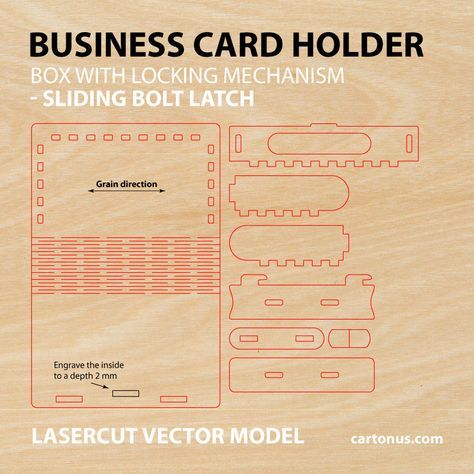 BUSINESS CARD HOLDER
BOX WITH LOCKING MECHANISM
- SLIDING BOLT LATCH
Grain direction
Engrave the inside
to a depth 2 mm
LASERCUT VECTOR MODEL
cartonus.com